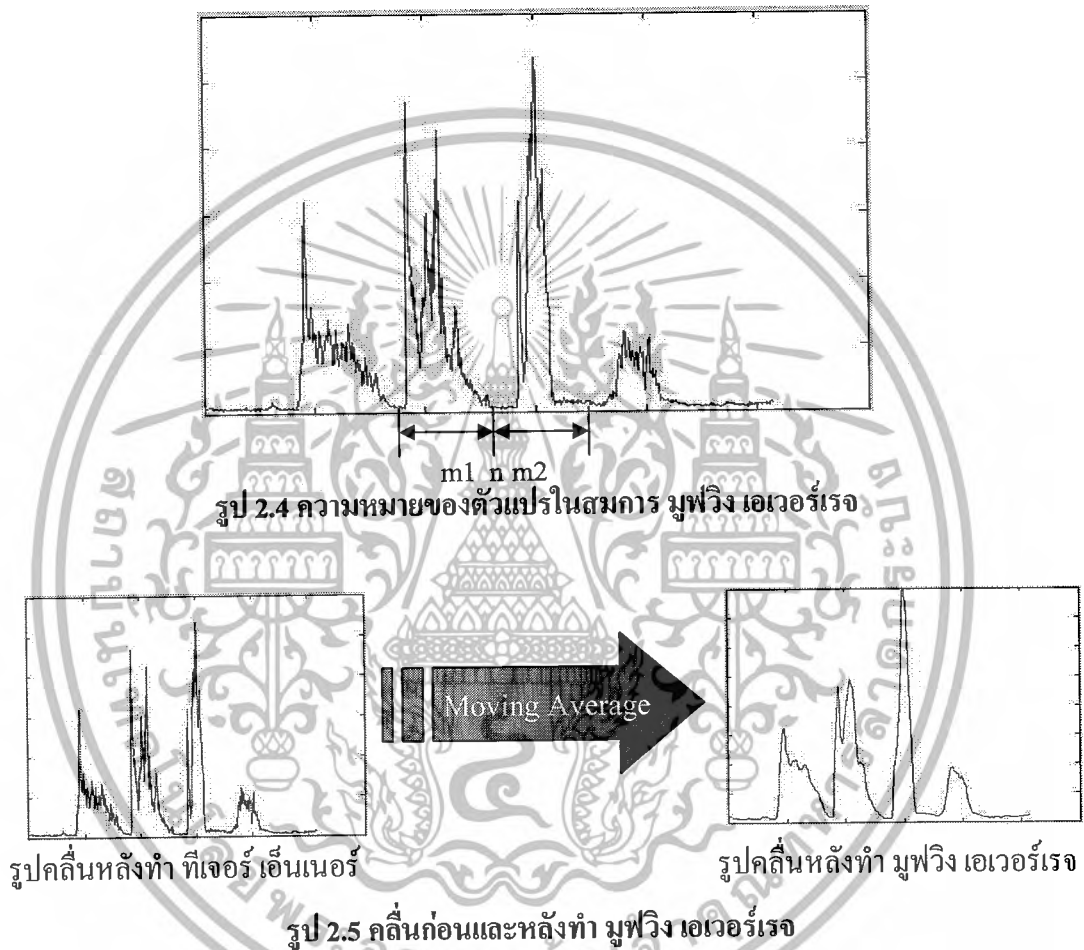 m1 n m2
รูป 2.4 ความหมายของตัวแปรในสมการ มูฟวิง เอเวอร์เรจ
Moving Average
รูปคลื่นหลังทำ ทีเจอร์ เอ็นเนอร์
รูปคลื่นหลังทำ มูฟวิง เอเวอร์เรจ
รูป 2.5 คลื่นก่อนและหลังทำ มูฟวิง เอเวอร์เรจ